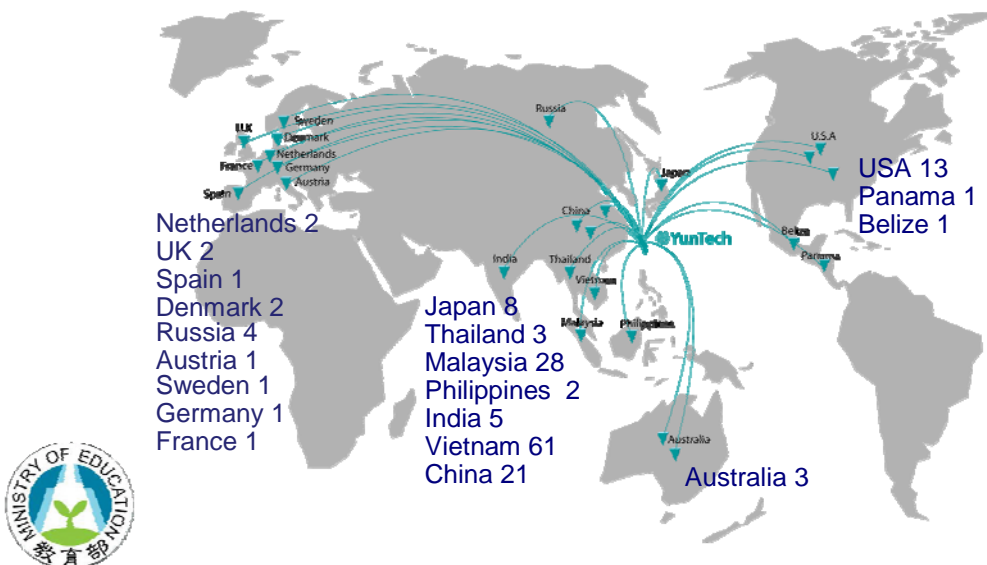 Sweden
U.K
Denmark
Netherlands
France
Germany
Austria
Spain
Russia
Japan
China
@YunTech
India
Thailand
Vietnam
Malaysia
Philippines
Australia
U.S.A
Belize
Panama
Netherlands 2
UK 2
Spain 1
Denmark 2
Russia 4
Austria 1
Sweden 1
Germany 1
France 1
Japan 8
Thailand 3
Malaysia 28
Philippines 2
India 5
Vietnam 61
China 21
USA 13
Panama 1
Belize 1
Australia 3
MINISTRY OF EDUCATION
教育部